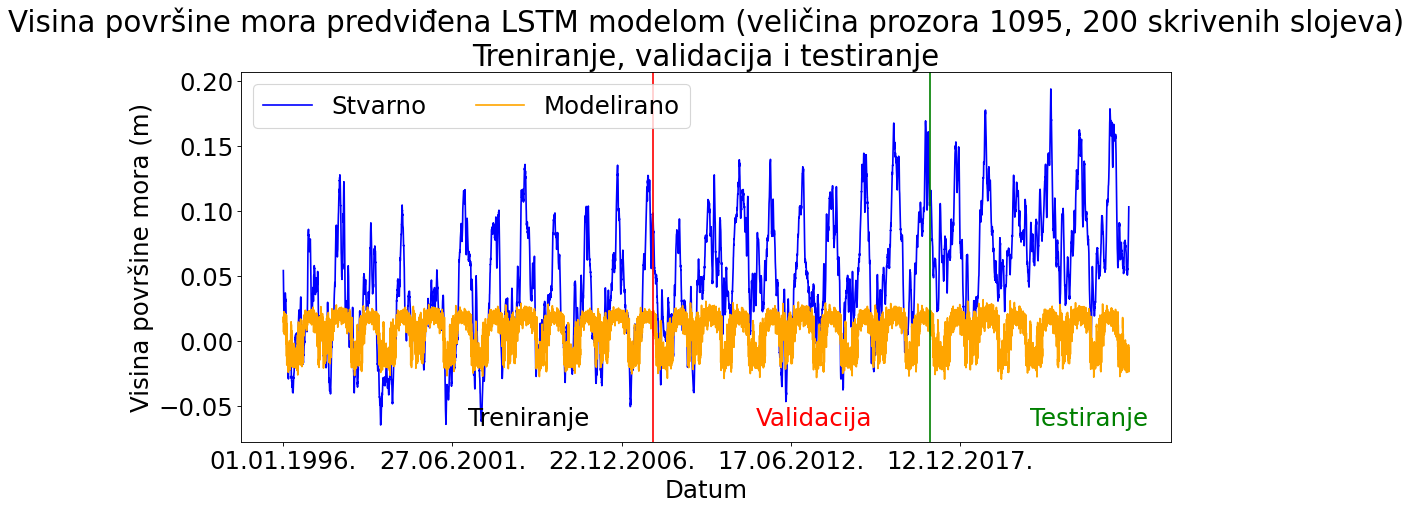 Visina površine mora predviđena LSTM modelom (veličina prozora 1095, 200 skrivenih slojeva)
Treniranje, validacija i testiranje
Stvarno
Modelirano
Visina površine mora (m)
0.20
0.15
0.10
0.05
0.00
−0.05
Treniranje
Validacija
Testiranje
01.01.1996.
27.06.2001.
22.12.2006.
17.06.2012.
12.12.2017.
Datum